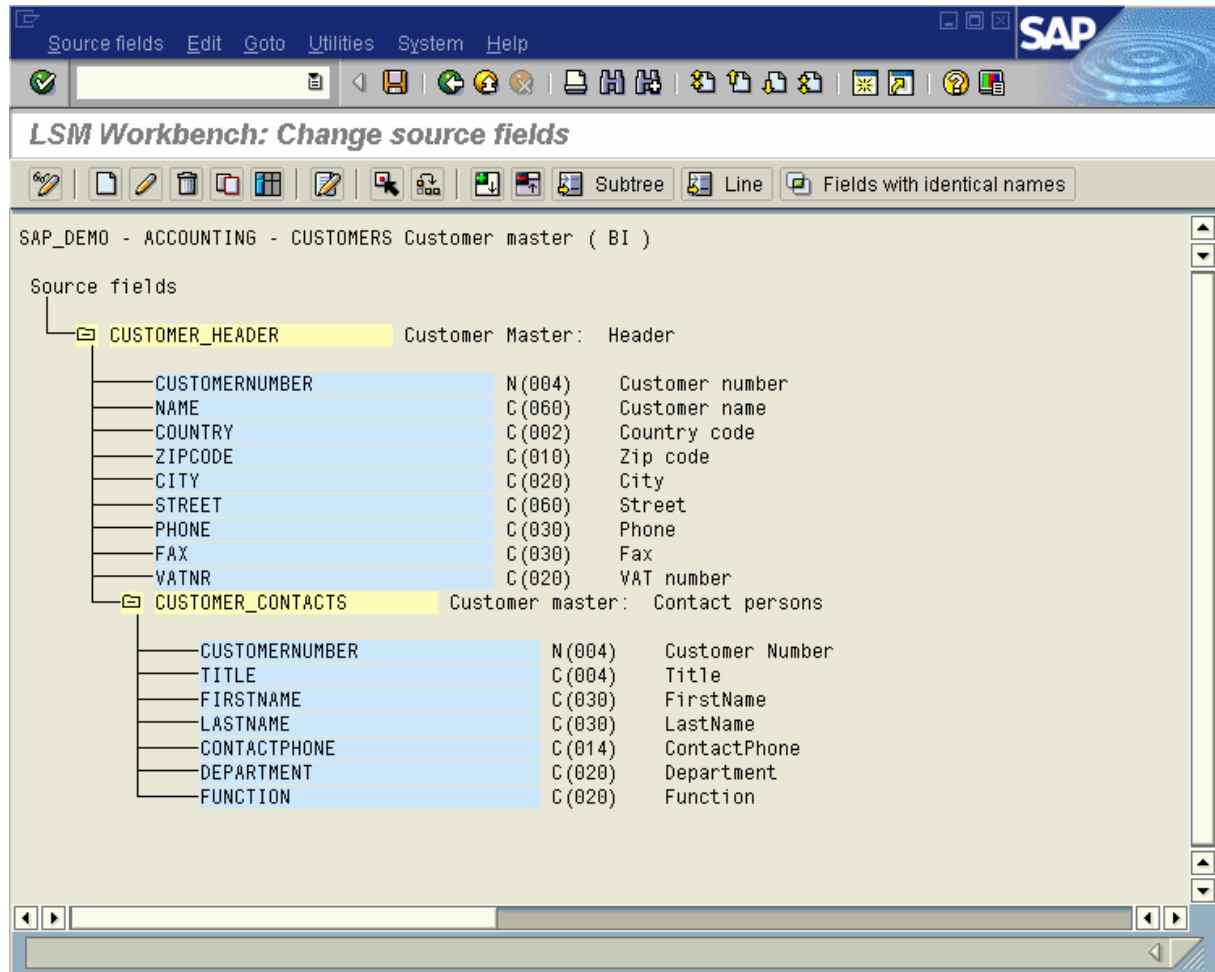 Source fields Edit Goto Utilities System Help
SAP
LSM Workbench: Change source fields
Subtree Line Fields with identical names
SAP_DEMO - ACCOUNTING - CUSTOMERS Customer master ( BI )
Source fields
CUSTOMER_HEADER Customer Master: Header
CUSTOMERNUMBER N(004) Customer number
NAME C(060) Customer name
COUNTRY C(002) Country code
ZIPCODE C(010) Zip code
CITY C(020) City
STREET C(060) Street
PHONE C(030) Phone
FAX C(030) Fax
VATNR C(020) VAT number
CUSTOMER_CONTACTS Customer master: Contact persons
CUSTOMERNUMBER N(004) Customer Number
TITLE C(004) Title
FIRSTNAME C(030) FirstName
LASTNAME C(030) LastName
CONTACTPHONE C(014) ContactPhone
DEPARTMENT C(020) Department
FUNCTION C(020) Function